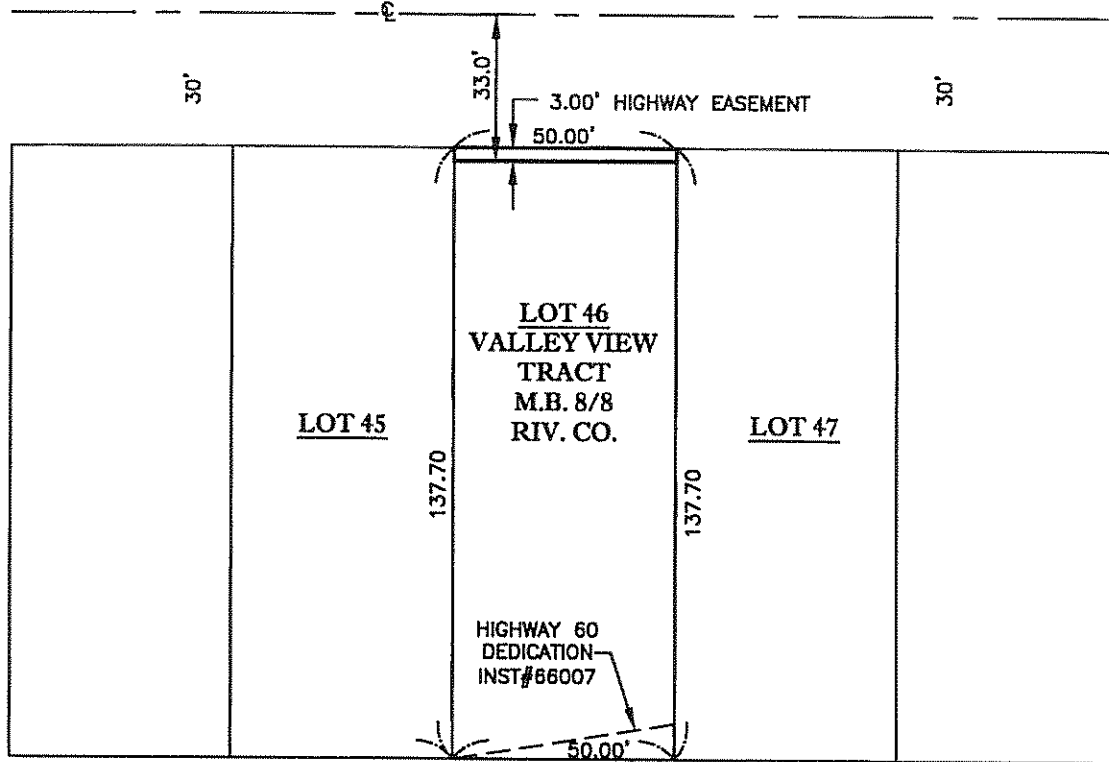 ℄
30'
33.0'
30'
3.00' HIGHWAY EASEMENT
50.00'
LOT 46
VALLEY VIEW
TRACT
M.B. 8/8
RIV. CO.
LOT 45
LOT 47
137.70
137.70
HIGHWAY 60
DEDICATION
INST#66007
50.00'